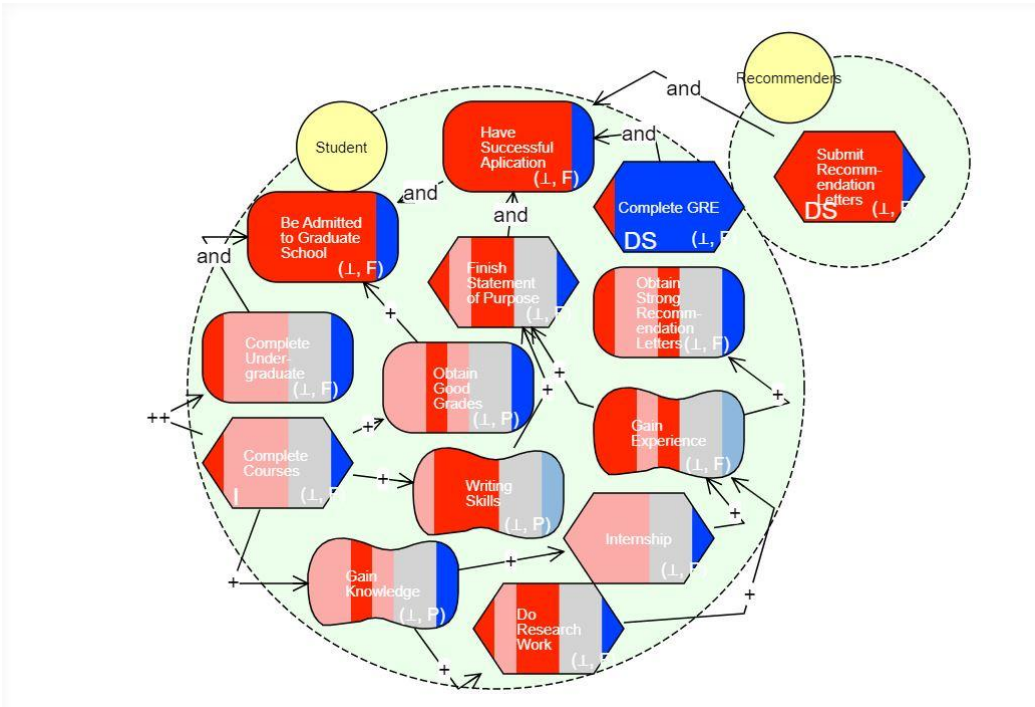 Recommenders
and
Student
Have
Successful
Aplication
(⊥, F)
and
Submit
Recomm-
endation
Letters
DS
(⊥, F)
Complete GRE
DS
(⊥, F)
and
and
Be Admitted
to Graduate
School
(⊥, F)
and
Finish
Statement
of Purpose
(⊥, F)
Obtain
Strong
Recomm-
endation
Letters
(⊥, F)
+
Complete
Under-
graduate
(⊥, F)
Obtain
Good
Grades
(⊥, P)
+
+
+
++
+
Complete
Courses
I
(⊥, F)
Gain
Experience
(⊥, F)
+
Writing
Skills
(⊥, P)
+
Internship
+
+
Gain
Knowledge
(⊥, P)
+
Do
Research
Work
+